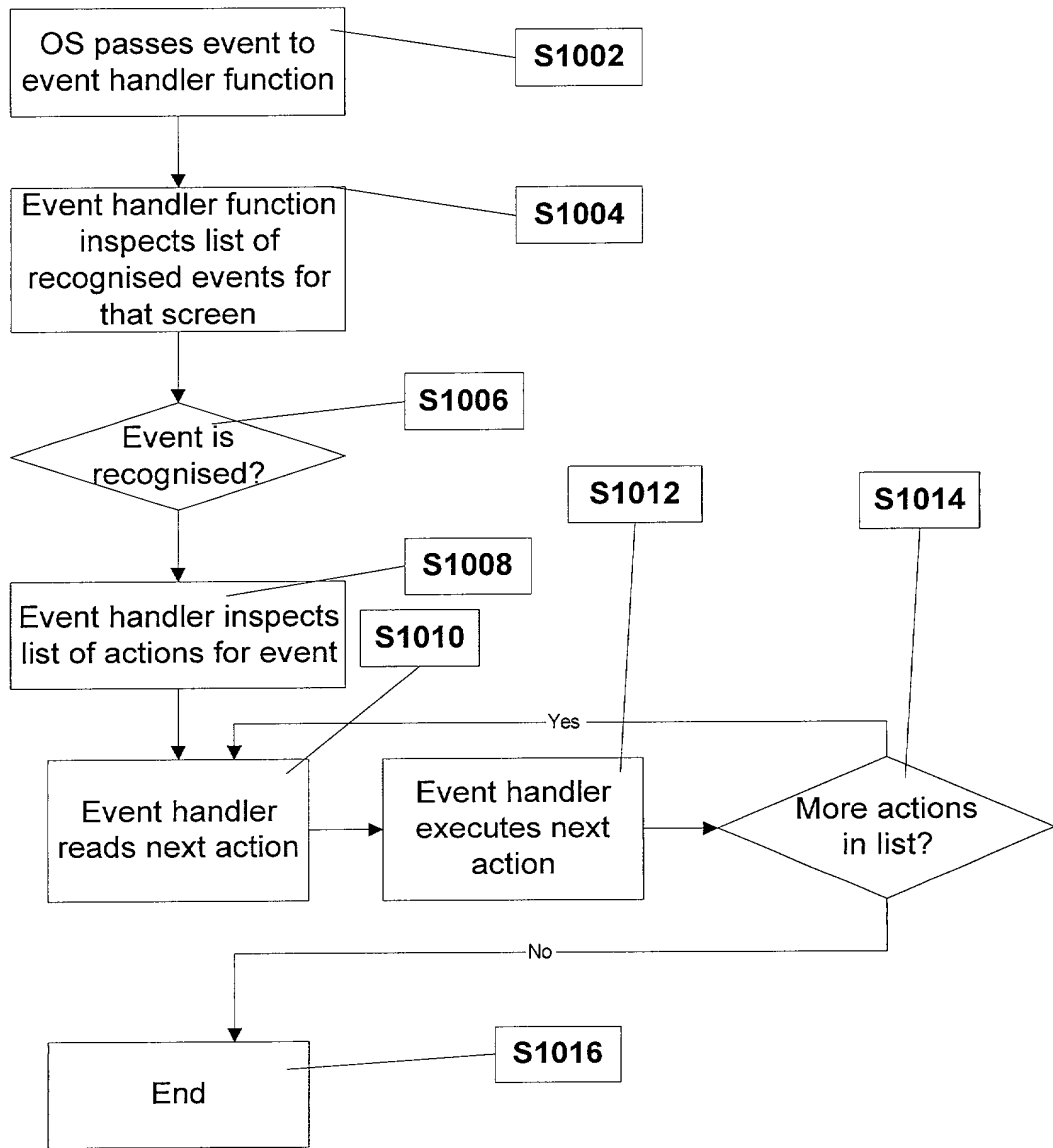 OS passes event to
event handler function
S1002
Event handler function
inspects list of
recognised events for
that screen
S1004
Event is
recognised?
S1006
Event handler inspects
list of actions for event
S1008
Event handler
reads next action
S1010
Event handler
executes next
action
S1012
More actions
in list?
S1014
Yes
No
End
S1016